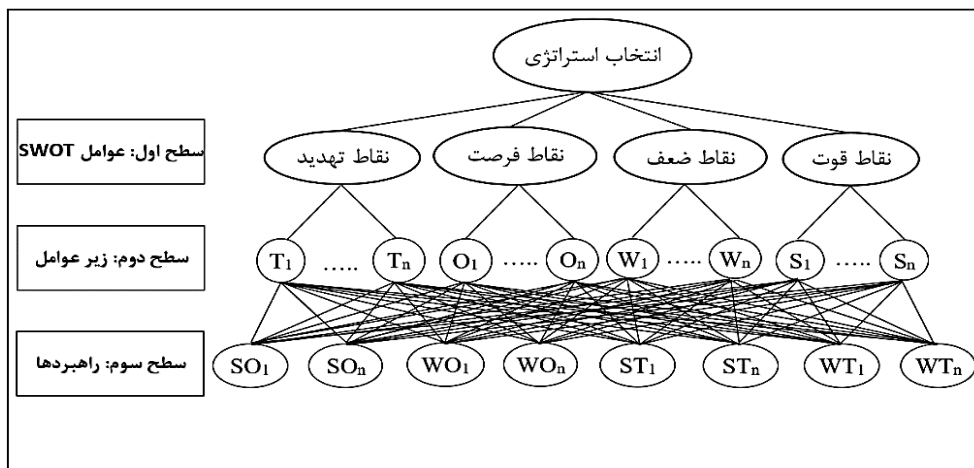 انتخاب استراتژی
سطح اول: عوامل SWOT
نقاط قوت
نقاط ضعف
نقاط فرصت
نقاط تهدید
سطح دوم: زیر عوامل
T₁ ..... Tₙ O₁ ..... Oₙ W₁ ..... Wₙ S₁ ..... Sₙ
سطح سوم: راهبردها
SO₁ SOₙ WO₁ WOₙ ST₁ STₙ WT₁ WTₙ